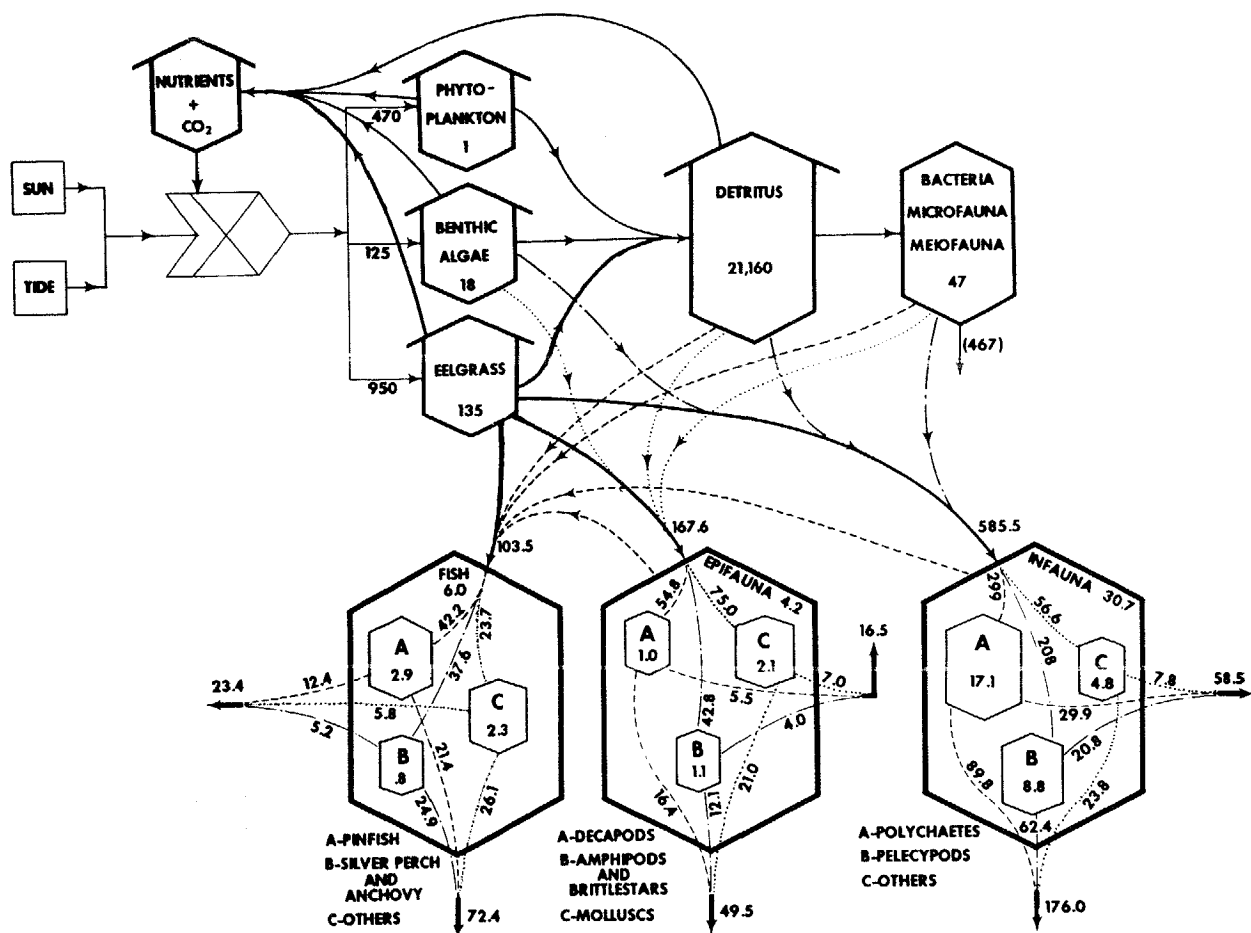 NUTRIENTS
+
CO₂
PHYTO-
PLANKTON
1
470
SUN
TIDE
BENTHIC
ALGAE
18
125
EELGRASS
135
950
DETRITUS
21,160
BACTERIA
MICROFAUNA
MEIOFAUNA
47
(467)
103.5
167.6
585.5
FISH
6.0
42.2
23.7
37.6
A
2.9
C
2.3
B
.8
12.4
5.8
5.2
23.4
21.4
24.9
26.1
72.4
A-PINFISH
B-SILVER PERCH
AND
ANCHOVY
C-OTHERS
EPIFAUNA 4.2
54.8
75.0
42.8
A
1.0
C
2.1
B
1.1
5.5
7.0
4.0
16.5
16.4
12.1
21.0
49.5
A-DECAPODS
B-AMPHIPODS
AND
BRITTLESTARS
C-MOLLUSCS
INFAUNA 30.7
299
56.6
208
A
17.1
C
4.8
B
8.8
7.8
29.9
20.8
58.5
89.8
62.4
23.8
176.0
A-POLYCHAETES
B-PELECYPODS
C-OTHERS